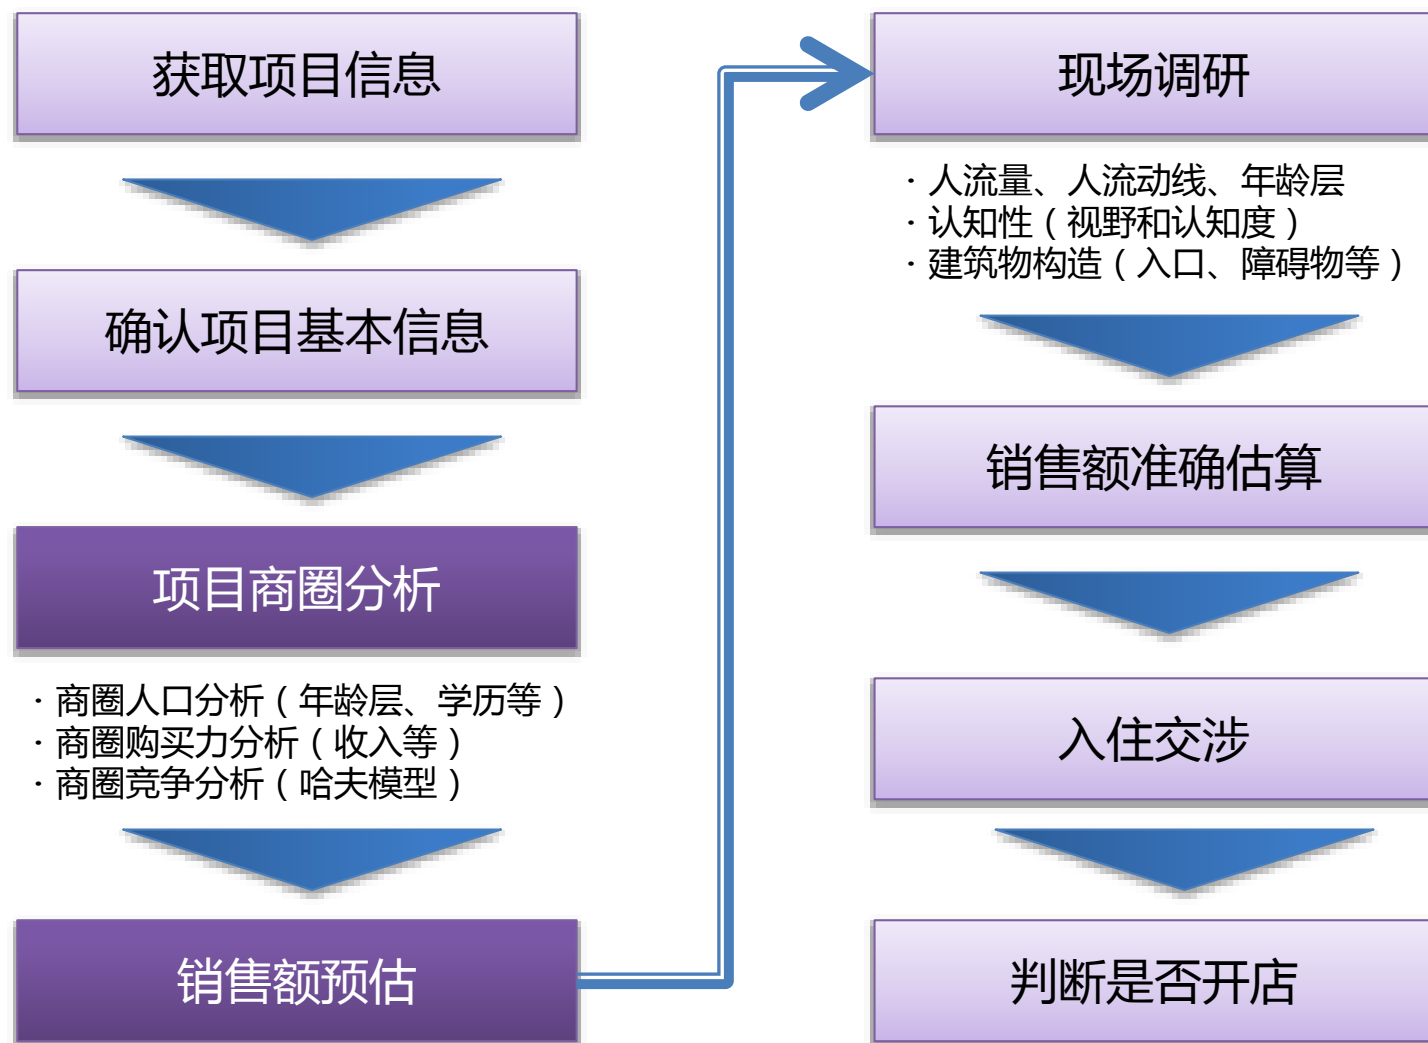 获取项目信息
确认项目基本信息
项目商圈分析
· 商圈人口分析（年龄层、学历等）
· 商圈购买力分析（收入等）
· 商圈竞争分析（哈夫模型）
销售额预估
现场调研
· 人流量、人流动线、年龄层
· 认知性（视野和认知度）
· 建筑物构造（入口、障碍物等）
销售额准确估算
入住交涉
判断是否开店